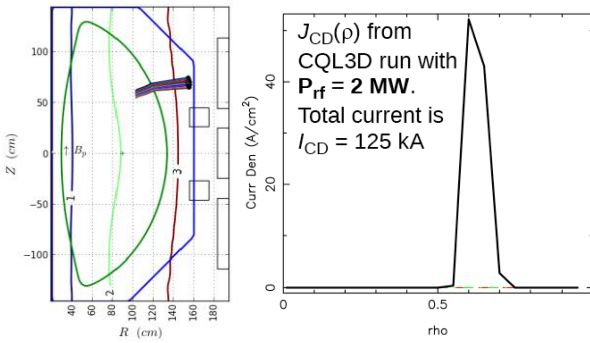 100
50
0
−50
−100
Z (cm)
↑ Bp
1
2
3
40
60
80
100
120
140
160
180
R (cm)
J_CD(ρ) from
CQL3D run with
P_rf = 2 MW.
Total current is
I_CD = 125 kA
40
20
0
Curr Den (A/cm²)
0
0.5
rho